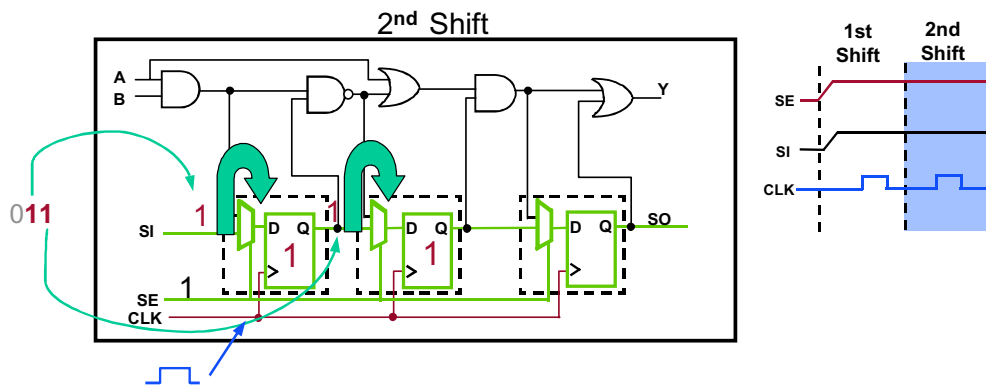 2nd Shift
1st Shift
2nd Shift
A
B
Y
SE
SI
CLK
011
1
1
SI
D Q
1
D Q
1
D Q
SO
SE
1
CLK